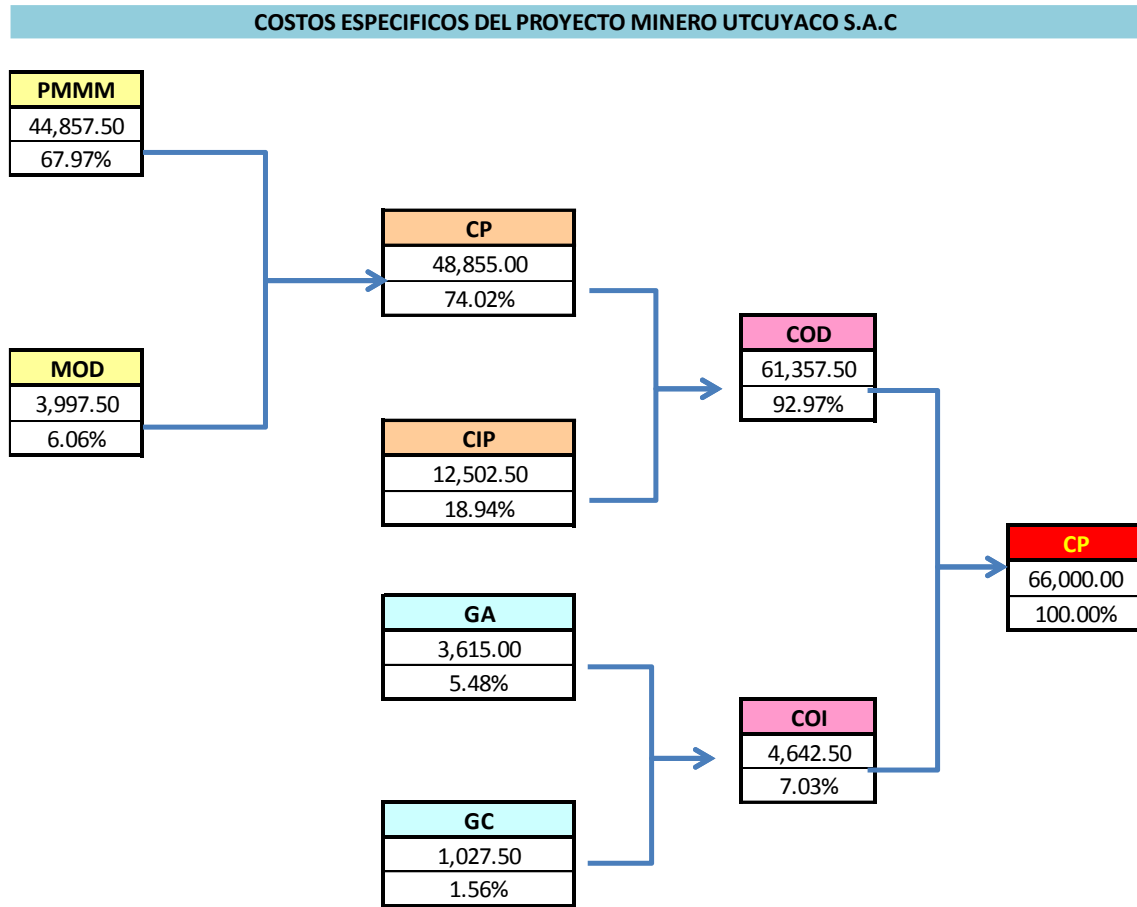 COSTOS ESPECIFICOS DEL PROYECTO MINERO UTCUYACO S.A.C
PMMM
44,857.50
67.97%
MOD
3,997.50
6.06%
CP
48,855.00
74.02%
CIP
12,502.50
18.94%
GA
3,615.00
5.48%
GC
1,027.50
1.56%
COD
61,357.50
92.97%
COI
4,642.50
7.03%
CP
66,000.00
100.00%